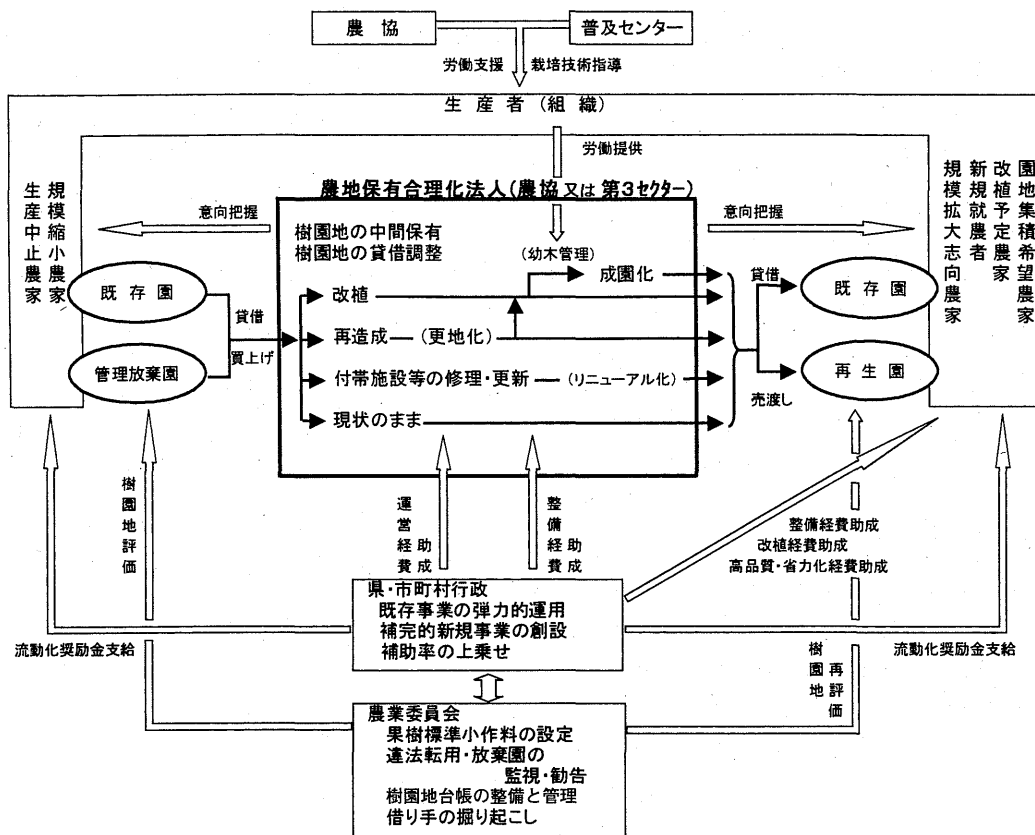 農協
普及センター
労働支援
栽培技術指導
生産者(組織)
労働提供
農地保有合理化法人(農協又は第3セクター)
規模縮小農家
生産中止農家
園地集積希望農家
改植予定農家
新規就農者
規模拡大志向農家
意向把握
意向把握
樹園地の中間保有
樹園地の貸借調整
(幼木管理)
成園化
改植
再造成
(更地化)
付帯施設等の修理・更新
(リニューアル化)
現状のまま
既存園
管理放棄園
貸借
買上げ
貸借
売渡し
既存園
再生園
樹園地評価
運営経費助成
整備経費助成
整備経費助成
改植経費助成
高品質・省力化経費助成
県・市町村行政
既存事業の弾力的運用
補完的新規事業の創設
補助率の上乗せ
流動化奨励金支給
流動化奨励金支給
樹園地再評価
農業委員会
果樹標準小作料の設定
違法転用・放棄園の
監視・勧告
樹園地台帳の整備と管理
借り手の掘り起こし